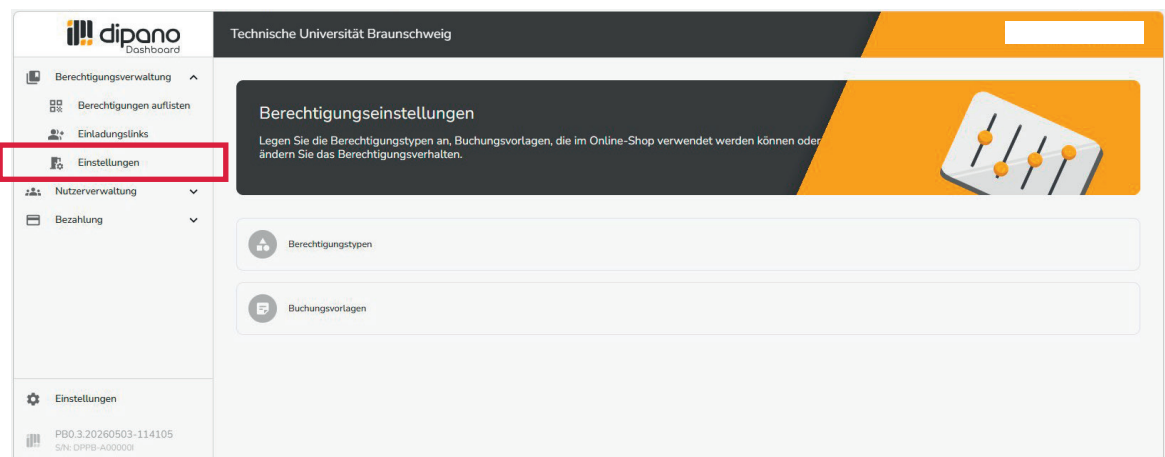 dipano
Dashboard
Technische Universität Braunschweig
Berechtigungsverwaltung
Berechtigungen auflisten
Einladungslinks
Einstellungen
Nutzerverwaltung
Bezahlung
Einstellungen
PB0.3.20260503-114105
S/N: DPPB-A00000I
Berechtigungseinstellungen
Legen Sie die Berechtigungstypen an, Buchungsvorlagen, die im Online-Shop verwendet werden können oder
ändern Sie das Berechtigungsverhalten.
Berechtigungstypen
Buchungsvorlagen